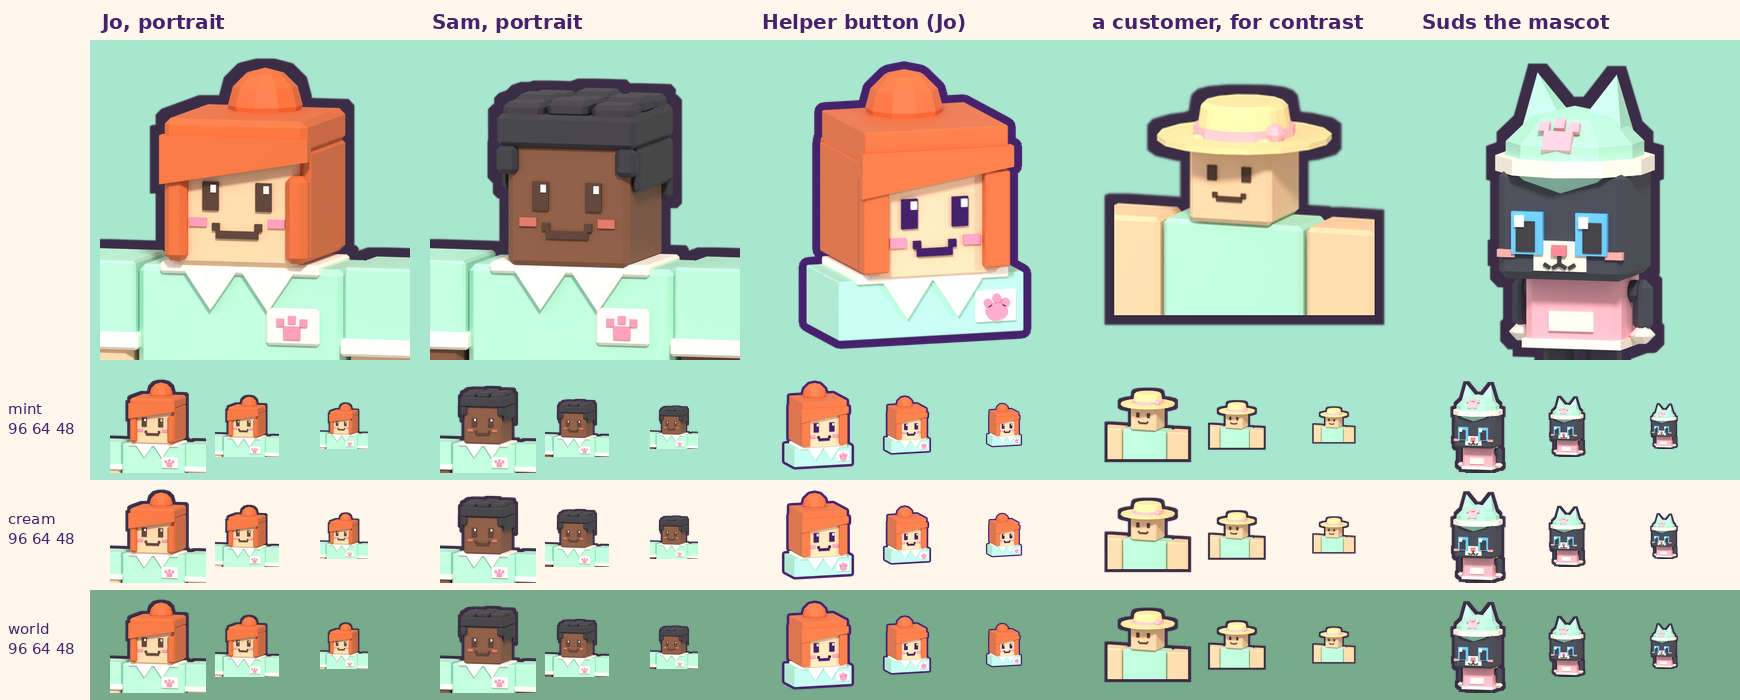 Jo, portrait
Sam, portrait
Helper button (Jo)
a customer, for contrast
Suds the mascot
mint
96 64 48
cream
96 64 48
world
96 64 48